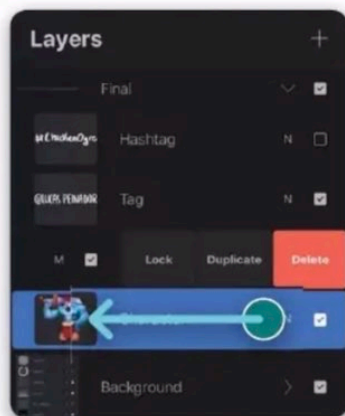 Layers +
Final
Hashtag N
Tag N
M Lock Duplicate Delete
N
Background